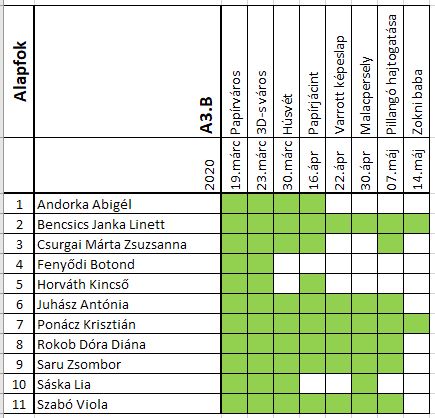 Alapfok
A3.B
2020
19.márc Papírváros
23.márc 3D-s város
30.márc Húsvét
16.ápr Papírjácint
22.ápr Varrott képeslap
30.ápr Malacpersely
07.máj Pillangó hajtogatása
14.máj Zokni baba
1 Andorka Abigél
2 Bencsics Janka Linett
3 Csurgai Márta Zsuzsanna
4 Fenyődi Botond
5 Horváth Kincső
6 Juhász Antónia
7 Ponácz Krisztián
8 Rokob Dóra Diána
9 Saru Zsombor
10 Sáska Lia
11 Szabó Viola